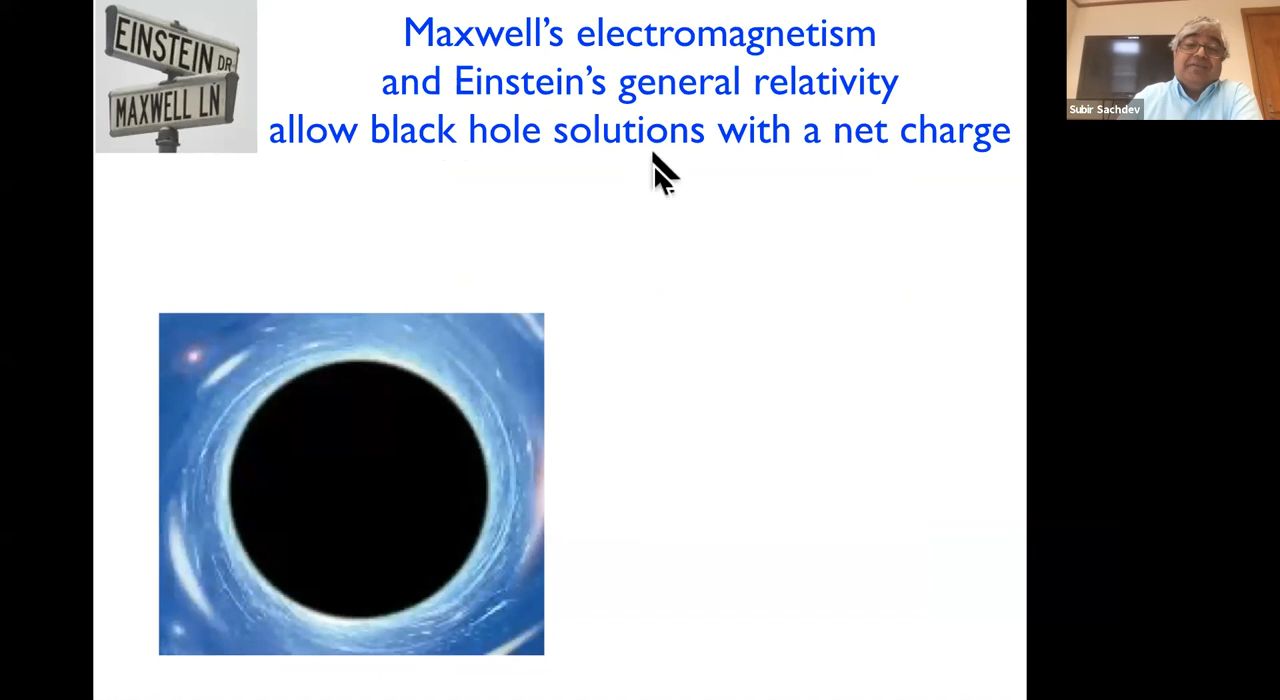 EINSTEIN DR
MAXWELL LN
Maxwell’s electromagnetism
and Einstein’s general relativity
allow black hole solutions with a net charge
Subir Sachdev